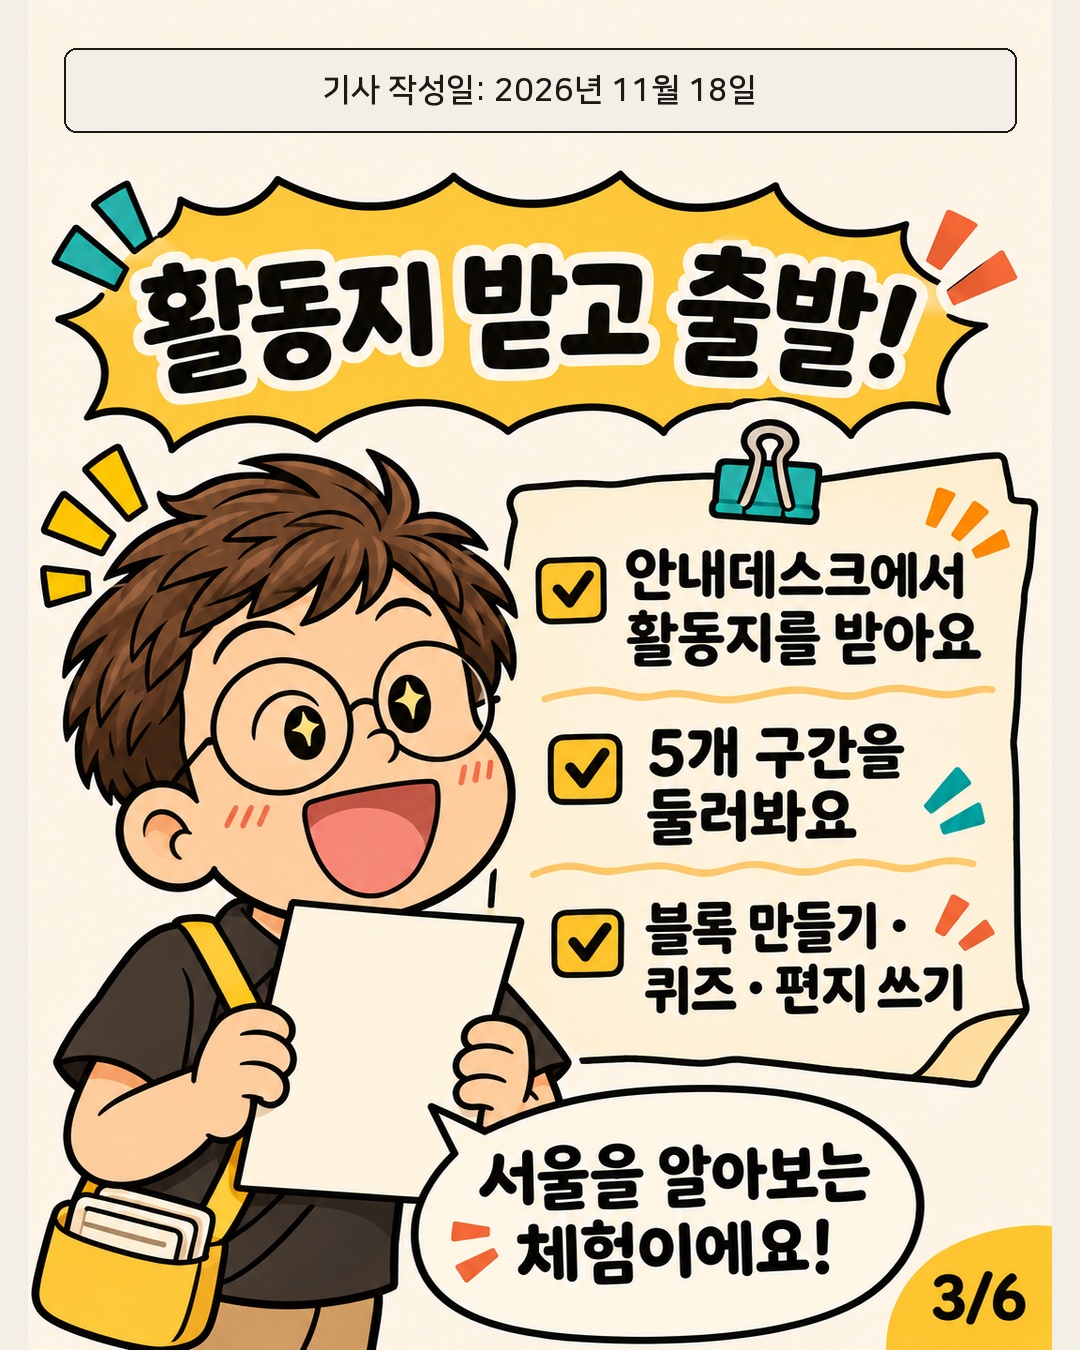 기사 작성일: 2026년 11월 18일
활동지 받고 출발!
안내데스크에서
활동지를 받아요
5개 구간을
둘러봐요
블록 만들기 ·
퀴즈 · 편지 쓰기
서울을 알아보는
체험이에요!
3/6